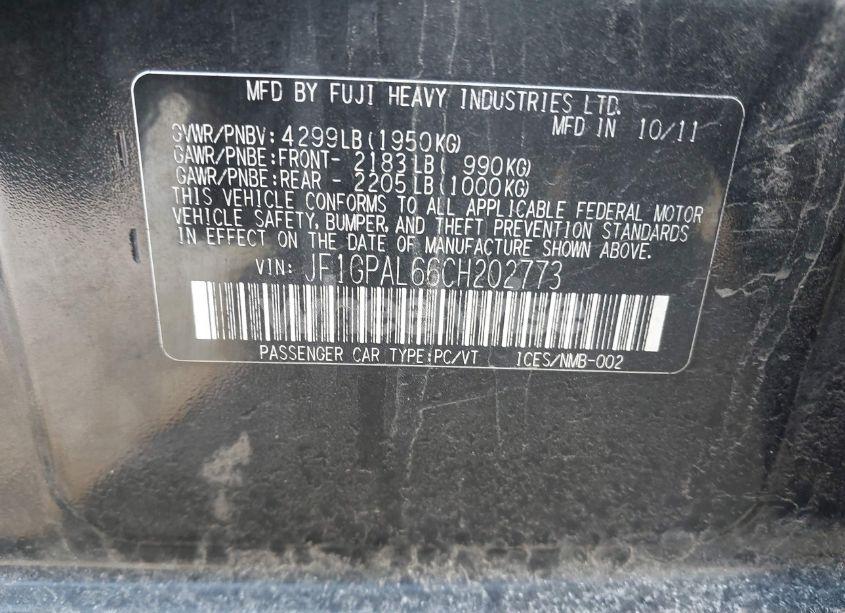 MFD BY FUJI HEAVY INDUSTRIES LTD.
MFD IN 10/11
GVWR/PNBV: 4299LB(1950KG)
GAWR/PNBE:FRONT- 2183LB( 990KG)
GAWR/PNBE:REAR - 2205LB(1000KG)
THIS VEHICLE CONFORMS TO ALL APPLICABLE FEDERAL MOTOR
VEHICLE SAFETY, BUMPER, AND THEFT PREVENTION STANDARDS
IN EFFECT ON THE DATE OF MANUFACTURE SHOWN ABOVE.
VIN: JF1GPAL66CH202773
PASSENGER CAR TYPE:PC/VT ICES/NMB-002